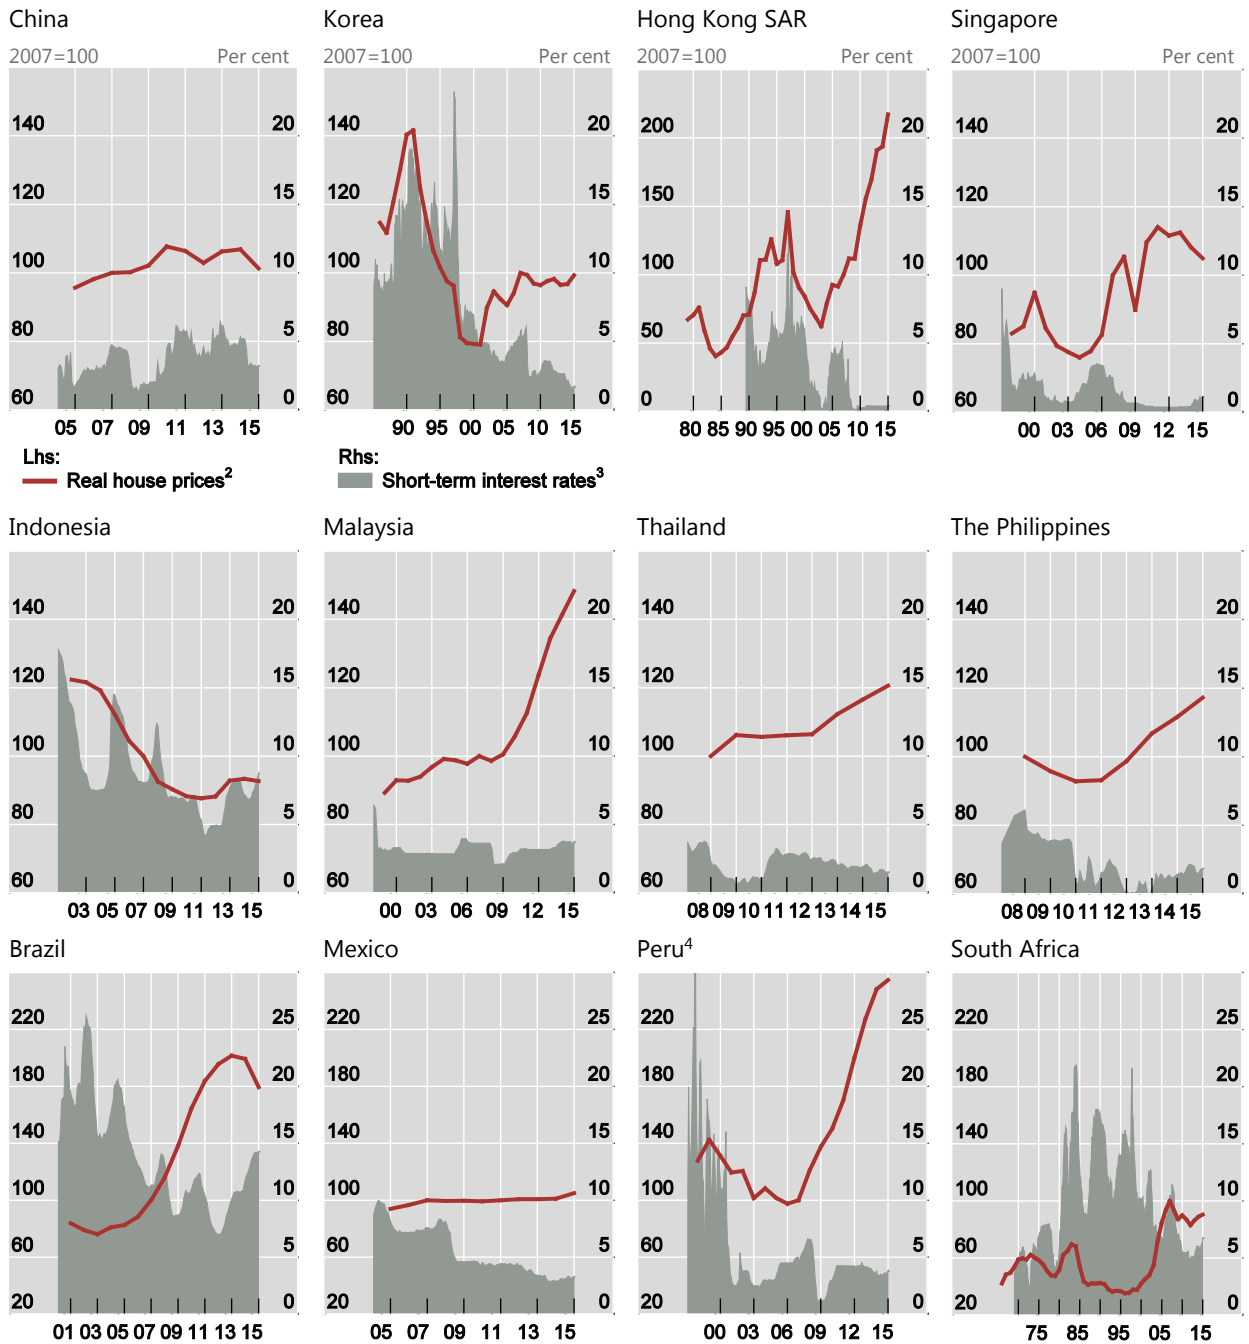 China Korea Hong Kong SAR Singapore
2007=100 Per cent 2007=100 Per cent 2007=100 Per cent 2007=100 Per cent
140 20 140 20 200 20 140 20
120 15 120 15 150 15 120 15
100 10 100 10 100 10 100 10
80 5 80 5 50 5 80 5
60 0 60 0 0 0 60 0
05 07 09 11 13 15 90 95 00 05 10 15 80 85 90 95 00 05 10 15 00 03 06 09 12 15
Lhs: Rhs:
Real house prices2 Short-term interest rates3
Indonesia Malaysia Thailand The Philippines
140 20 140 20 140 20 140 20
120 15 120 15 120 15 120 15
100 10 100 10 100 10 100 10
80 5 80 5 80 5 80 5
60 0 60 0 60 0 60 0
03 05 07 09 11 13 15 00 03 06 09 12 15 08 09 10 11 12 13 14 15 08 09 10 11 12 13 14 15
Brazil Mexico Peru4 South Africa
220 25 220 25 220 25 220 25
180 20 180 20 180 20 180 20
140 15 140 15 140 15 140 15
100 10 100 10 100 10 100 10
60 5 60 5 60 5 60 5
20 0 20 0 20 0 20 0
01 03 05 07 09 11 13 15 05 07 09 11 13 15 00 03 06 09 12 15 75 85 95 05 15